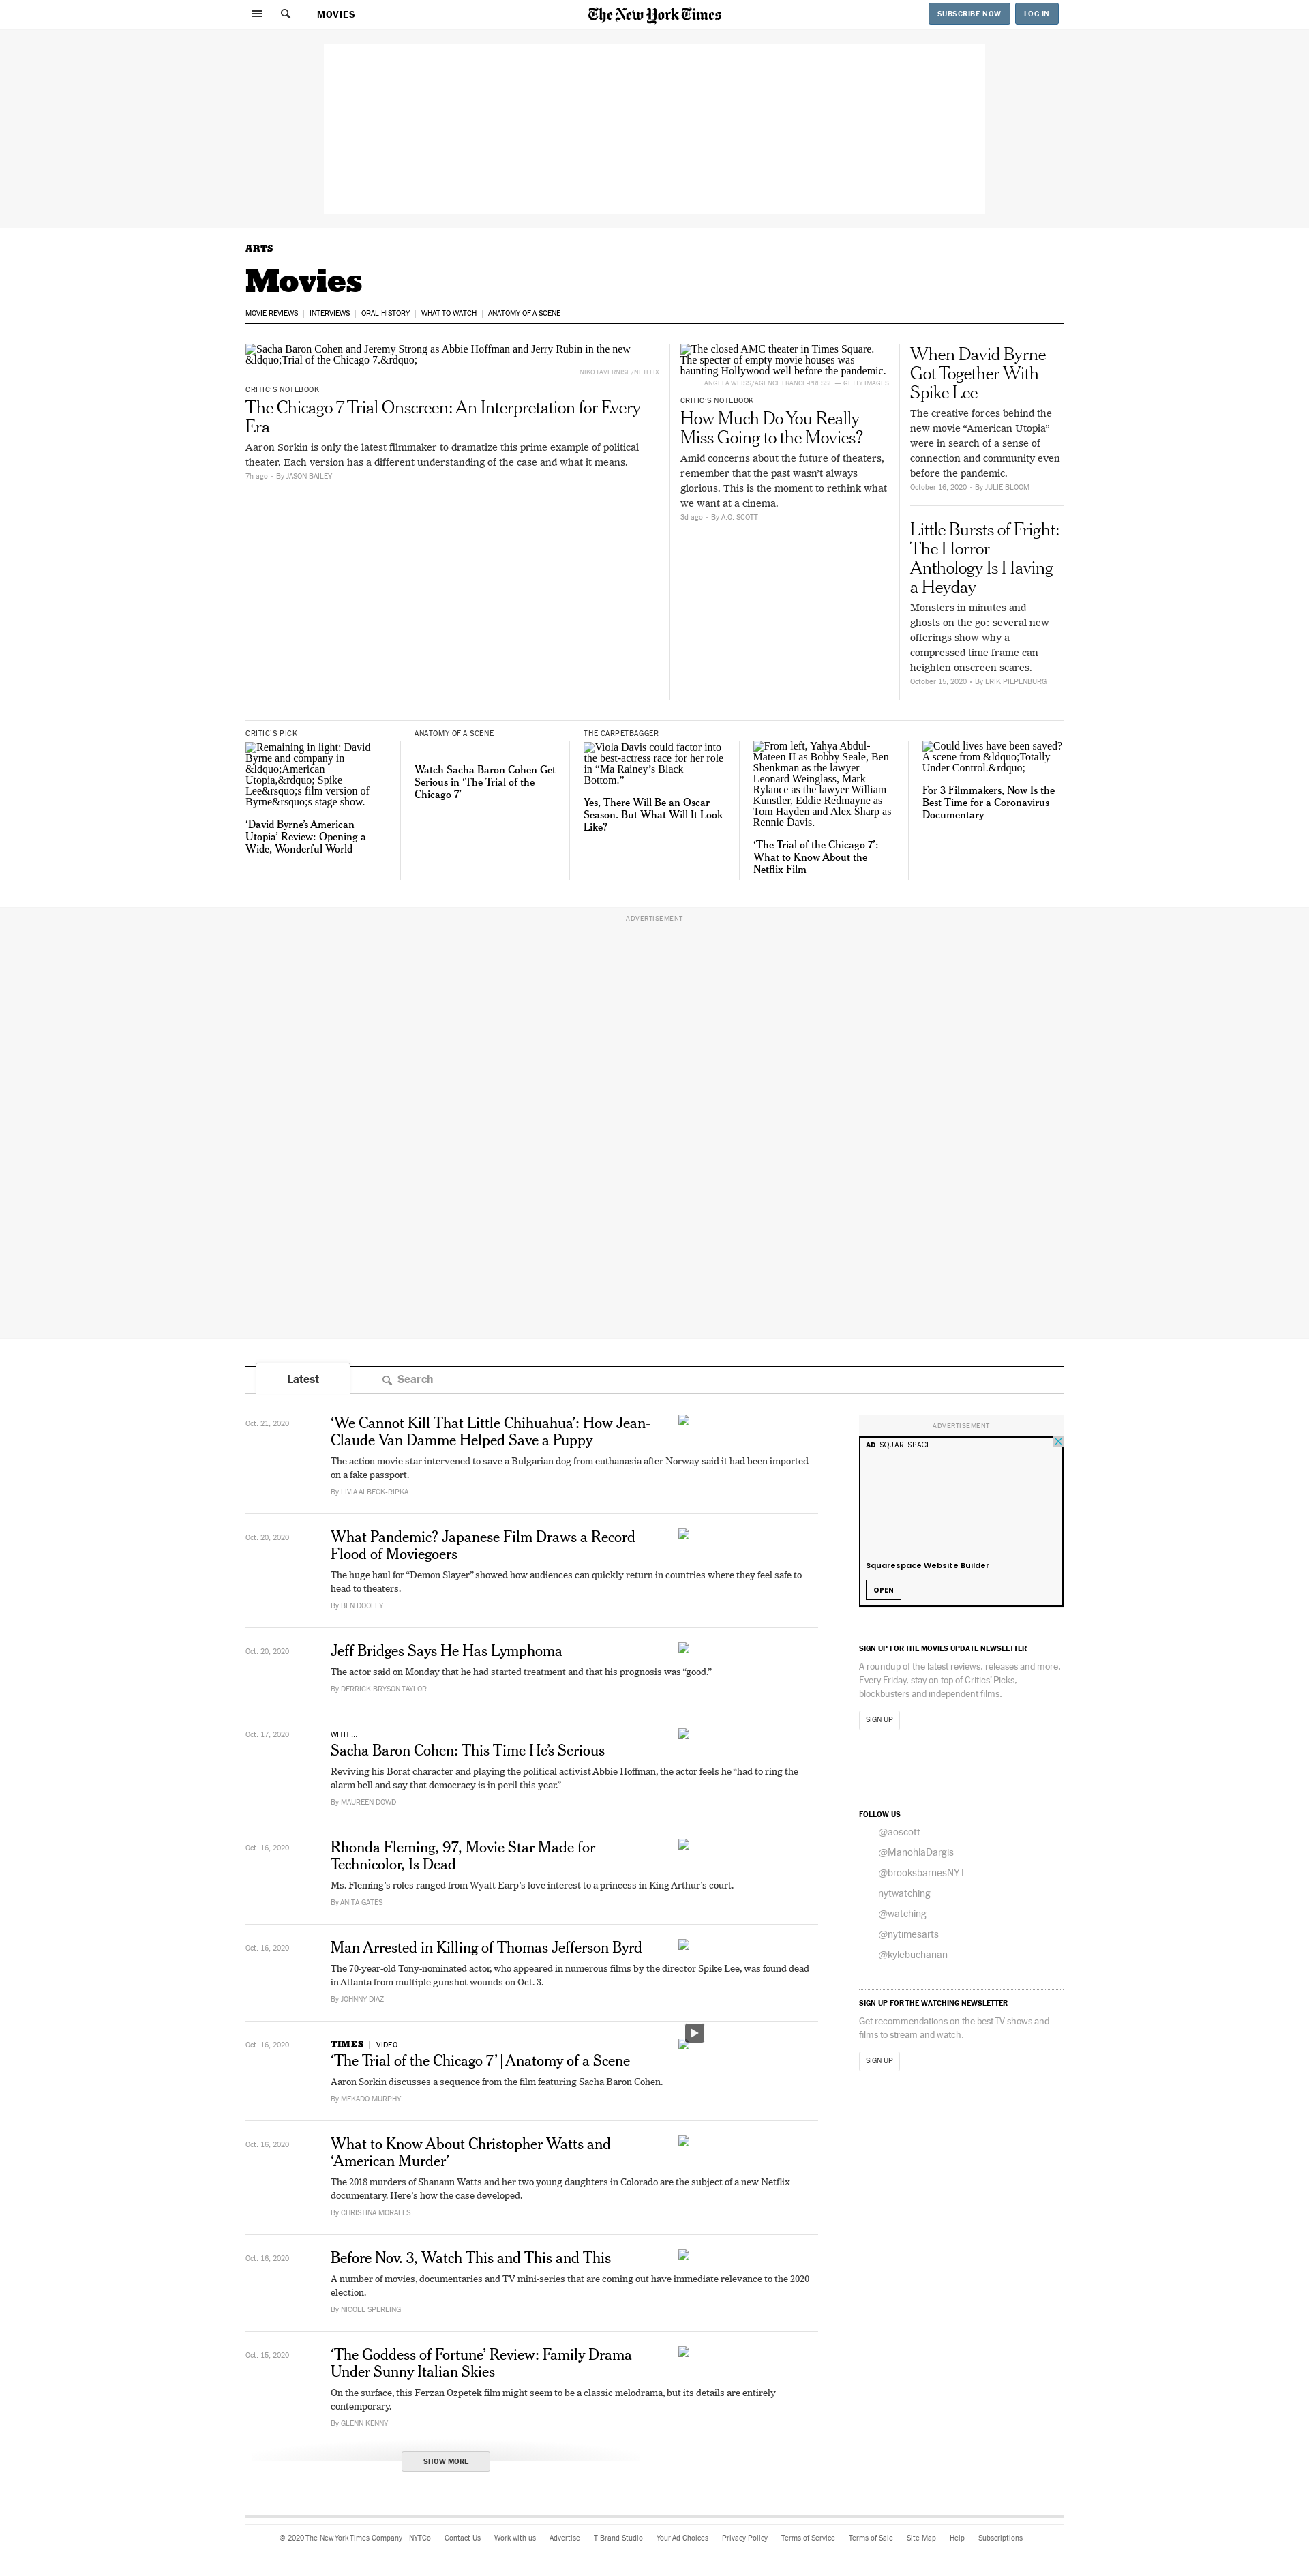 MOVIES
The New York Times
SUBSCRIBE NOW
LOG IN
ARTS
Movies
MOVIE REVIEWS
INTERVIEWS
ORAL HISTORY
WHAT TO WATCH
ANATOMY OF A SCENE
Sacha Baron Cohen and Jeremy Strong as Abbie Hoffman and Jerry Rubin in the new
&ldquo;Trial of the Chicago 7.&rdquo;
NIKO TAVERNISE/NETFLIX
CRITIC'S NOTEBOOK
The Chicago 7 Trial Onscreen: An Interpretation for Every
Era
Aaron Sorkin is only the latest filmmaker to dramatize this prime example of political
theater. Each version has a different understanding of the case and what it means.
7h ago • By JASON BAILEY
The closed AMC theater in Times Square.
The specter of empty movie houses was
haunting Hollywood well before the pandemic.
ANGELA WEISS/AGENCE FRANCE-PRESSE — GETTY IMAGES
CRITIC'S NOTEBOOK
How Much Do You Really
Miss Going to the Movies?
Amid concerns about the future of theaters,
remember that the past wasn't always
glorious. This is the moment to rethink what
we want at a cinema.
3d ago • By A.O. SCOTT
When David Byrne
Got Together With
Spike Lee
The creative forces behind the
new movie “American Utopia”
were in search of a sense of
connection and community even
before the pandemic.
October 16, 2020 • By JULIE BLOOM
Little Bursts of Fright:
The Horror
Anthology Is Having
a Heyday
Monsters in minutes and
ghosts on the go: several new
offerings show why a
compressed time frame can
heighten onscreen scares.
October 15, 2020 • By ERIK PIEPENBURG
CRITIC'S PICK
Remaining in light: David
Byrne and company in
&ldquo;American
Utopia,&rdquo; Spike
Lee&rsquo;s film version of
Byrne&rsquo;s stage show.
‘David Byrne’s American
Utopia’ Review: Opening a
Wide, Wonderful World
ANATOMY OF A SCENE
Watch Sacha Baron Cohen Get
Serious in ‘The Trial of the
Chicago 7’
THE CARPETBAGGER
Viola Davis could factor into
the best-actress race for her role
in “Ma Rainey’s Black
Bottom.”
Yes, There Will Be an Oscar
Season. But What Will It Look
Like?
From left, Yahya Abdul-
Mateen II as Bobby Seale, Ben
Shenkman as the lawyer
Leonard Weinglass, Mark
Rylance as the lawyer William
Kunstler, Eddie Redmayne as
Tom Hayden and Alex Sharp as
Rennie Davis.
‘The Trial of the Chicago 7’:
What to Know About the
Netflix Film
Could lives have been saved?
A scene from &ldquo;Totally
Under Control.&rdquo;
For 3 Filmmakers, Now Is the
Best Time for a Coronavirus
Documentary
ADVERTISEMENT
Latest
Search
Oct. 21, 2020
‘We Cannot Kill That Little Chihuahua’: How Jean-
Claude Van Damme Helped Save a Puppy
The action movie star intervened to save a Bulgarian dog from euthanasia after Norway said it had been imported
on a fake passport.
By LIVIA ALBECK-RIPKA
Oct. 20, 2020
What Pandemic? Japanese Film Draws a Record
Flood of Moviegoers
The huge haul for “Demon Slayer” showed how audiences can quickly return in countries where they feel safe to
head to theaters.
By BEN DOOLEY
Oct. 20, 2020
Jeff Bridges Says He Has Lymphoma
The actor said on Monday that he had started treatment and that his prognosis was “good.”
By DERRICK BRYSON TAYLOR
Oct. 17, 2020
WITH ...
Sacha Baron Cohen: This Time He’s Serious
Reviving his Borat character and playing the political activist Abbie Hoffman, the actor feels he “had to ring the
alarm bell and say that democracy is in peril this year.”
By MAUREEN DOWD
Oct. 16, 2020
Rhonda Fleming, 97, Movie Star Made for
Technicolor, Is Dead
Ms. Fleming’s roles ranged from Wyatt Earp’s love interest to a princess in King Arthur’s court.
By ANITA GATES
Oct. 16, 2020
Man Arrested in Killing of Thomas Jefferson Byrd
The 70-year-old Tony-nominated actor, who appeared in numerous films by the director Spike Lee, was found dead
in Atlanta from multiple gunshot wounds on Oct. 3.
By JOHNNY DIAZ
Oct. 16, 2020
TIMES | VIDEO
‘The Trial of the Chicago 7’ | Anatomy of a Scene
Aaron Sorkin discusses a sequence from the film featuring Sacha Baron Cohen.
By MEKADO MURPHY
Oct. 16, 2020
What to Know About Christopher Watts and
‘American Murder’
The 2018 murders of Shanann Watts and her two young daughters in Colorado are the subject of a new Netflix
documentary. Here’s how the case developed.
By CHRISTINA MORALES
Oct. 16, 2020
Before Nov. 3, Watch This and This and This
A number of movies, documentaries and TV mini-series that are coming out have immediate relevance to the 2020
election.
By NICOLE SPERLING
Oct. 15, 2020
‘The Goddess of Fortune’ Review: Family Drama
Under Sunny Italian Skies
On the surface, this Ferzan Ozpetek film might seem to be a classic melodrama, but its details are entirely
contemporary.
By GLENN KENNY
SHOW MORE
ADVERTISEMENT
AD SQUARESPACE
Squarespace Website Builder
OPEN
SIGN UP FOR THE MOVIES UPDATE NEWSLETTER
A roundup of the latest reviews, releases and more.
Every Friday, stay on top of Critics’ Picks,
blockbusters and independent films.
SIGN UP
FOLLOW US
@aoscott
@ManohlaDargis
@brooksbarnesNYT
nytwatching
@watching
@nytimesarts
@kylebuchanan
SIGN UP FOR THE WATCHING NEWSLETTER
Get recommendations on the best TV shows and
films to stream and watch.
SIGN UP
© 2020 The New York Times Company NYTCo Contact Us Work with us Advertise T Brand Studio Your Ad Choices Privacy Policy Terms of Service Terms of Sale Site Map Help Subscriptions